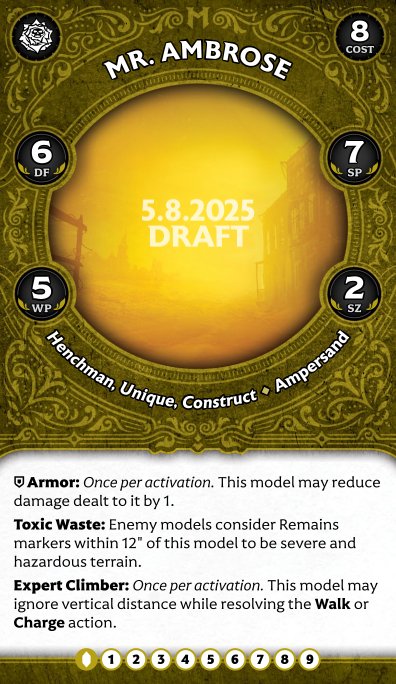 MR. AMBROSE
8
COST
6
DF
7
SP
5.8.2025
DRAFT
5
WP
2
SZ
Henchman, Unique, Construct ♦ Ampersand
Armor: Once per activation. This model may reduce
damage dealt to it by 1.
Toxic Waste: Enemy models consider Remains
markers within 12" of this model to be severe and
hazardous terrain.
Expert Climber: Once per activation. This model may
ignore vertical distance while resolving the Walk or
Charge action.
1 2 3 4 5 6 7 8 9